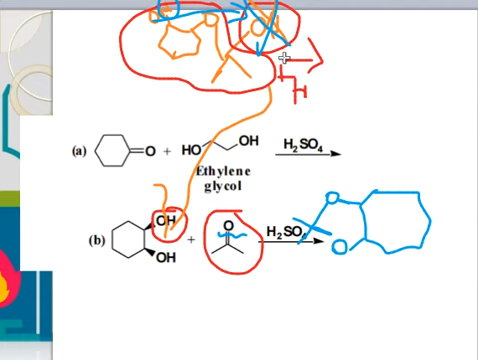 (a) =O + HO OH H₂SO₄
Ethylene
glycol
(b) OH + O H₂SO₄
OH
O
O